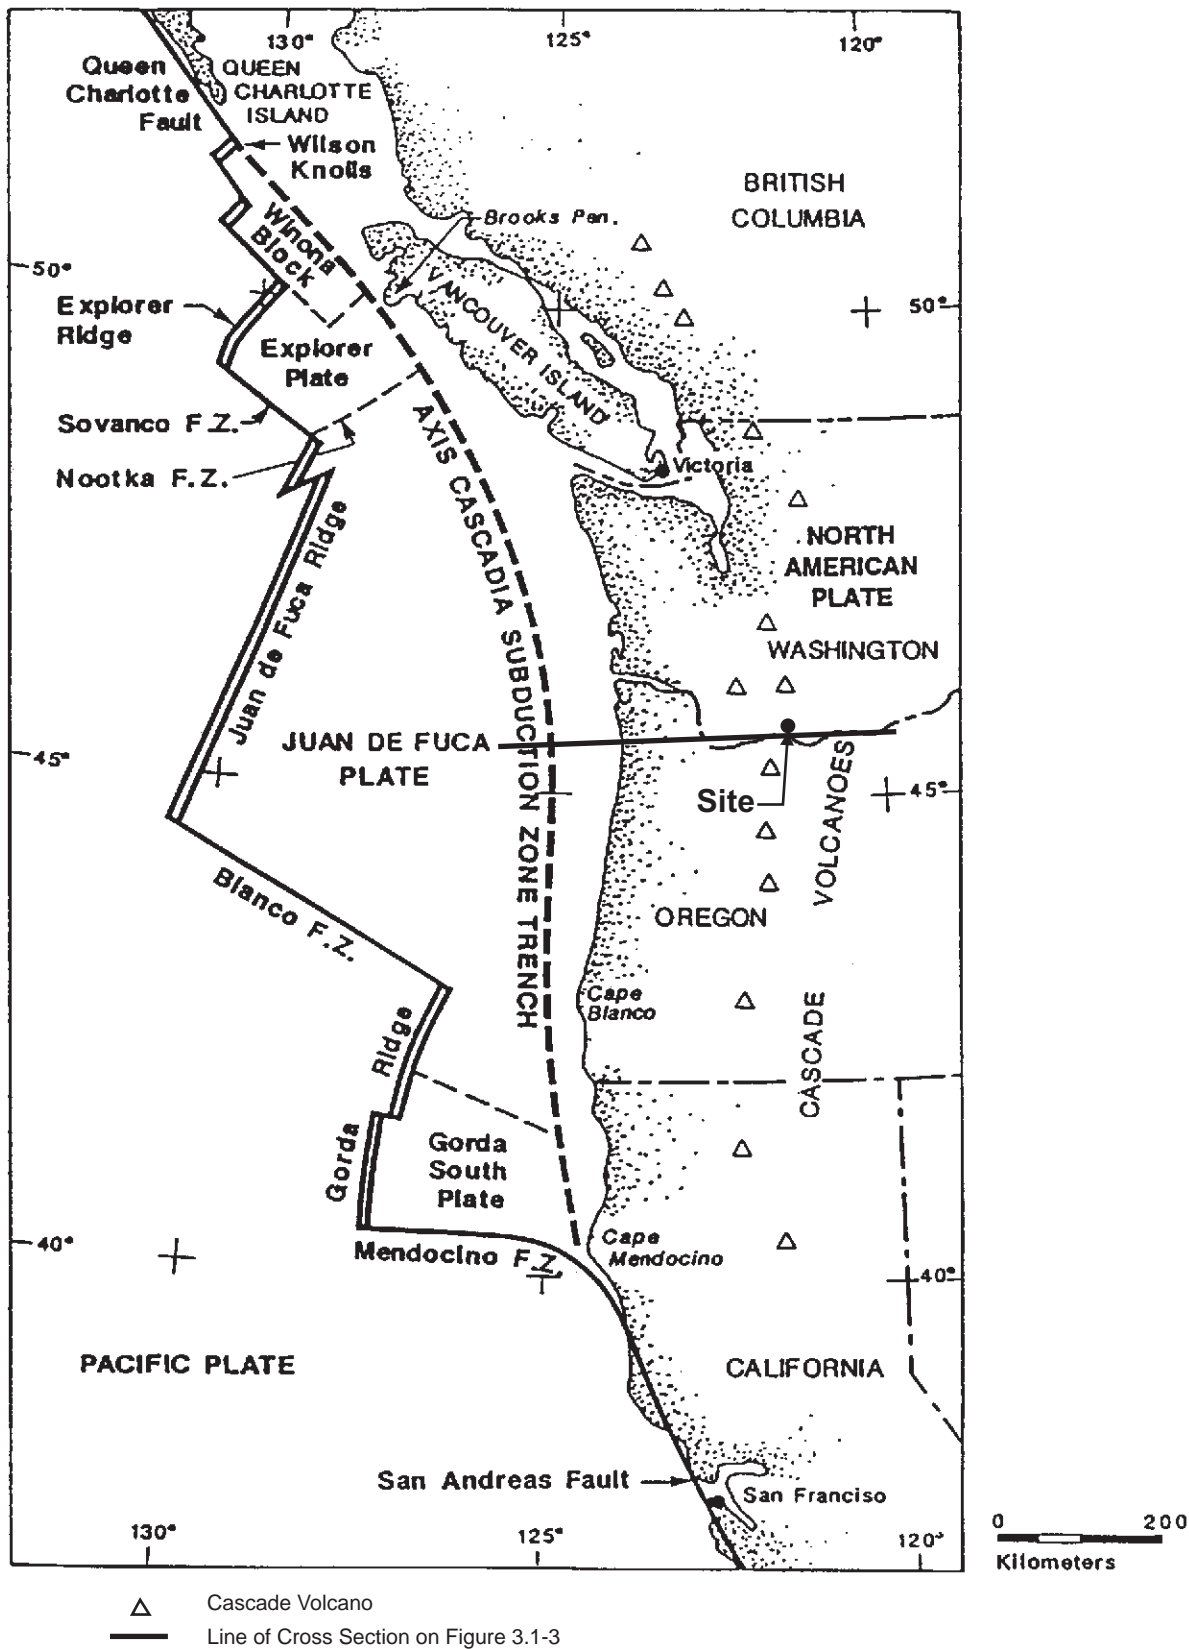 130°
125°
120°
Queen
Charlotte
Fault
QUEEN
CHARLOTTE
ISLAND
Wilson
Knolls
BRITISH
COLUMBIA
Brooks Pen.
Winona
Block
50°
50°
Explorer
Ridge
VANCOUVER ISLAND
Explorer
Plate
Sovanco F.Z.
Nootka F.Z.
Victoria
AXIS CASCADIA SUBDUCTION ZONE TRENCH
Juan de Fuca Ridge
NORTH
AMERICAN
PLATE
WASHINGTON
JUAN DE FUCA
PLATE
45°
45°
Site
CASCADE VOLCANOES
OREGON
Blanco F.Z.
Cape
Blanco
Gorda Ridge
Gorda
South
Plate
40°
40°
Cape
Mendocino
Mendocino F.Z.
PACIFIC PLATE
CALIFORNIA
San Andreas Fault
San Franciso
130°
125°
120°
0 200
Kilometers
Cascade Volcano
Line of Cross Section on Figure 3.1-3